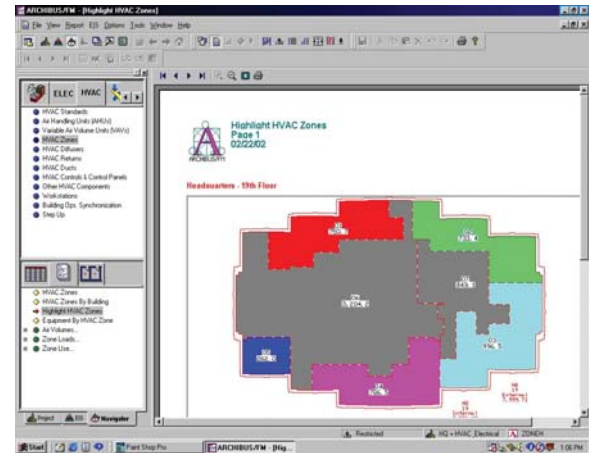 ARCHIBUS/FM - [Highlight HVAC Zones]
File View Report EIS Options Tools Window Help
ELEC HVAC
HVAC Standards
Air Handling Units (AHUs)
Variable Air Volume Units (VAVs)
HVAC Zones
HVAC Diffusers
HVAC Returns
HVAC Ducts
HVAC Controls & Control Panels
Other HVAC Components
Workstations
Building Ops. Synchronization
Step Up
HVAC Zones
HVAC Zones By Building
Highlight HVAC Zones
Equipment By HVAC Zone
Air Volumes...
Zone Loads...
Zone Use...
Project All Navigator
Highlight HVAC Zones
Page 1
02/22/02
ARCHIBUS/FM
Headquarters - 19th Floor
HQ
19
Restricted HQ - HVAC_Electrical ZONEH
Start Paint Shop Pro ARCHIBUS/FM - [Hig... 1:06 PM